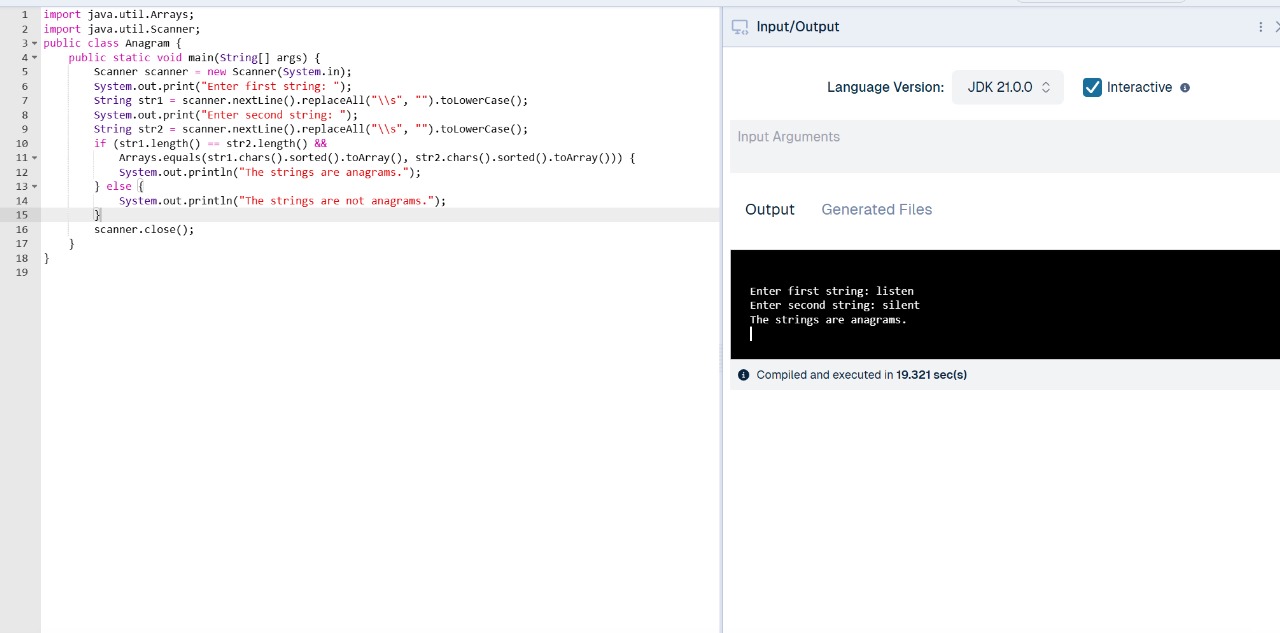 1 import java.util.Arrays;
2 import java.util.Scanner;
3 public class Anagram {
4     public static void main(String[] args) {
5         Scanner scanner = new Scanner(System.in);
6         System.out.print("Enter first string: ");
7         String str1 = scanner.nextLine().replaceAll("\\s", "").toLowerCase();
8         System.out.print("Enter second string: ");
9         String str2 = scanner.nextLine().replaceAll("\\s", "").toLowerCase();
10         if (str1.length() == str2.length() &&
11             Arrays.equals(str1.chars().sorted().toArray(), str2.chars().sorted().toArray())) {
12             System.out.println("The strings are anagrams.");
13         } else {
14             System.out.println("The strings are not anagrams.");
15         }
16         scanner.close();
17     }
18 }
19
Input/Output
Language Version: JDK 21.0.0 Interactive
Input Arguments
Output Generated Files
Enter first string: listen
Enter second string: silent
The strings are anagrams.
Compiled and executed in 19.321 sec(s)